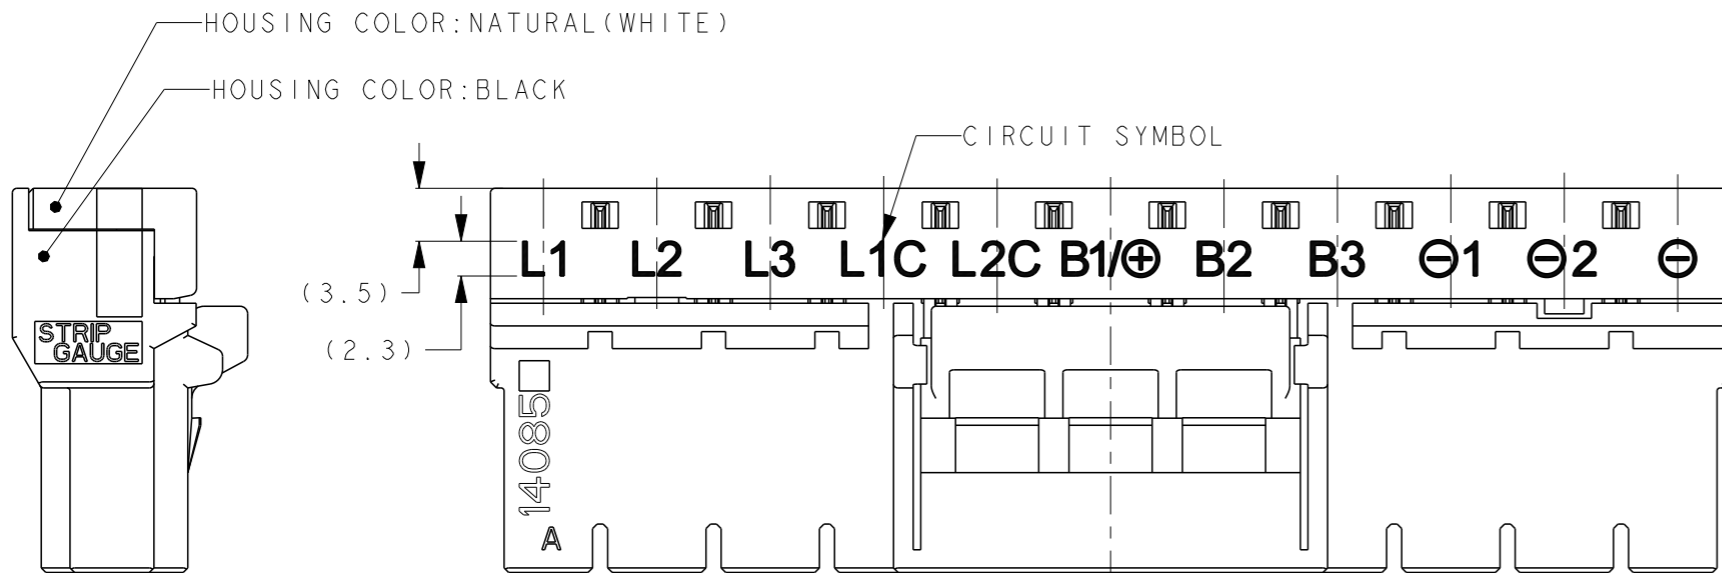 HOUSING COLOR:NATURAL(WHITE)
HOUSING COLOR:BLACK
CIRCUIT SYMBOL
L1 L2 L3 L1C L2C B1/⊕ B2 B3 ⊖1 ⊖2 ⊖
(3.5)
(2.3)
STRIP
GAUGE
14085□
A